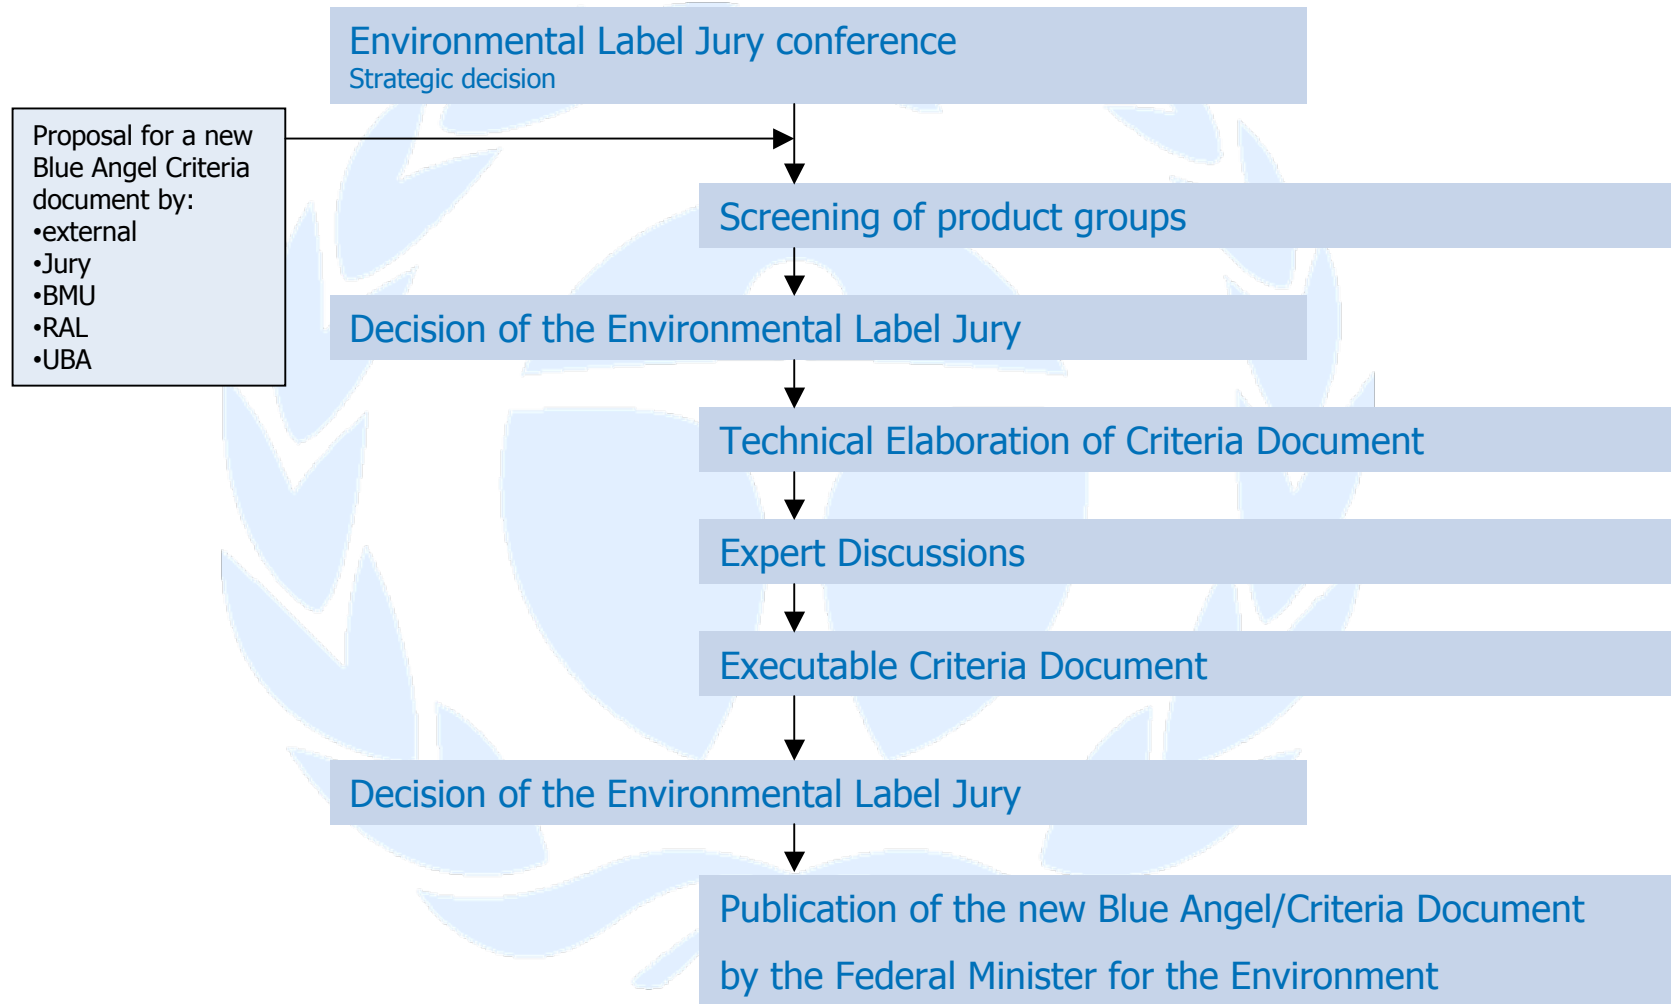 Environmental Label Jury conference
Strategic decision
Proposal for a new
Blue Angel Criteria
document by:
•external
•Jury
•BMU
•RAL
•UBA
Screening of product groups
Decision of the Environmental Label Jury
Technical Elaboration of Criteria Document
Expert Discussions
Executable Criteria Document
Decision of the Environmental Label Jury
Publication of the new Blue Angel/Criteria Document
by the Federal Minister for the Environment